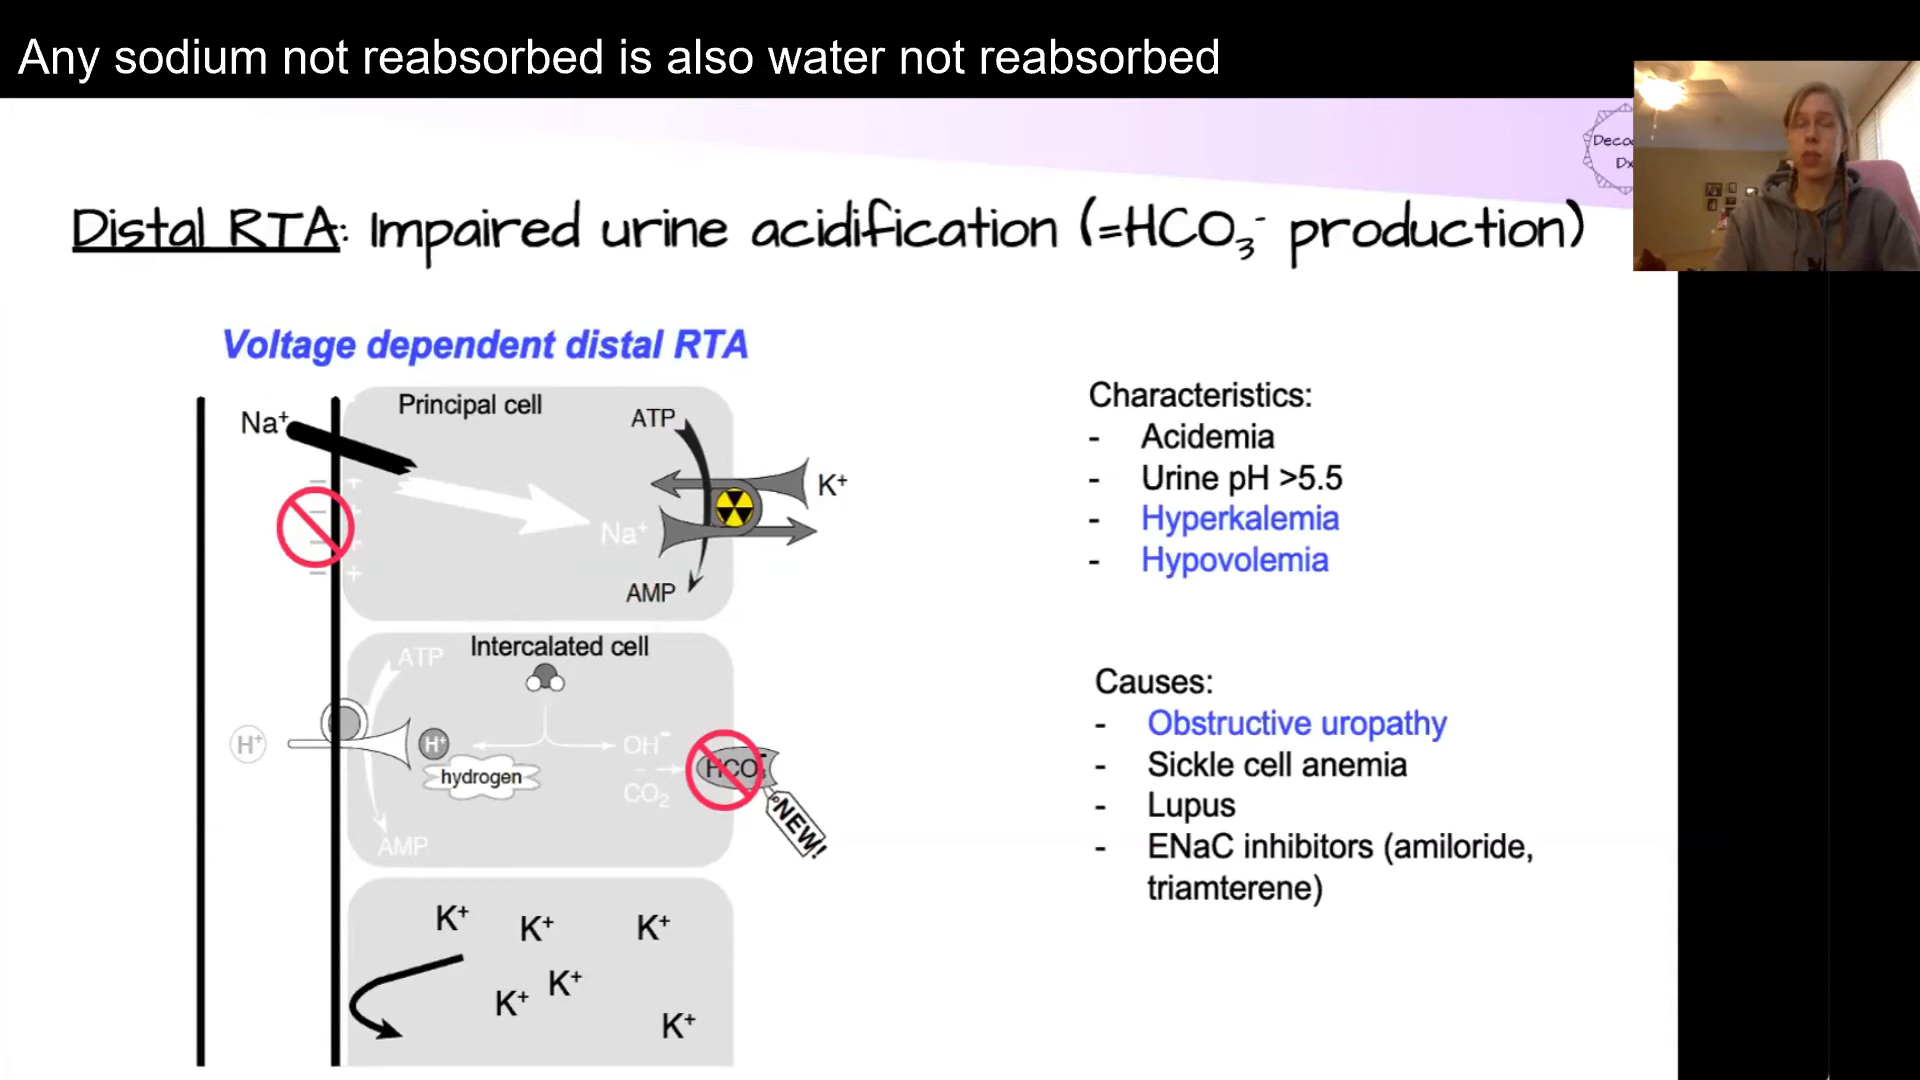 Any sodium not reabsorbed is also water not reabsorbed
Dx
Distal RTA: Impaired urine acidification (=HCO₃⁻ production)
Voltage dependent distal RTA
Na⁺
Principal cell
ATP
K⁺
− +
− +
− +
− +
Na⁺
AMP
Intercalated cell
ATP
H⁺
H⁺
hydrogen
OH⁻
CO₂
HCO₃⁻
NEW!
AMP
K⁺ K⁺ K⁺
K⁺ K⁺
K⁺
Characteristics:
- Acidemia
- Urine pH >5.5
- Hyperkalemia
- Hypovolemia
Causes:
- Obstructive uropathy
- Sickle cell anemia
- Lupus
- ENaC inhibitors (amiloride,
triamterene)